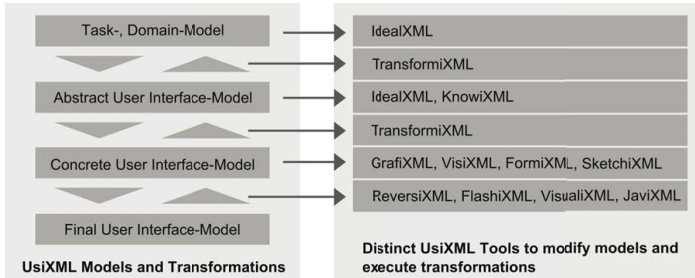 Task-, Domain-Model
IdealXML
TransformiXML
Abstract User Interface-Model
IdealXML, KnowiXML
TransformiXML
Concrete User Interface-Model
GrafiXML, VisiXML, FormiXML, SketchiXML
ReversiXML, FlashiXML, VisualiXML, JaviXML
Final User Interface-Model
UsiXML Models and Transformations
Distinct UsiXML Tools to modify models and
execute transformations